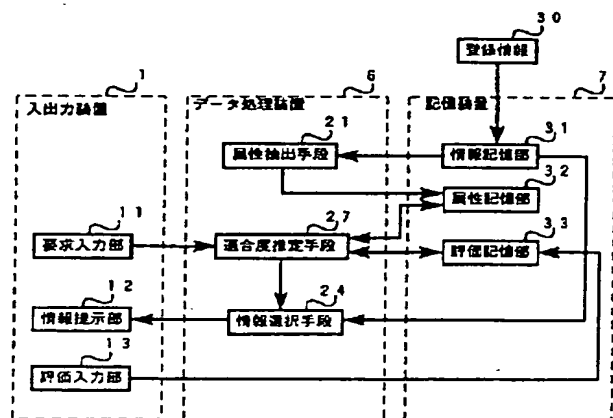 30
登録情報
1
入出力装置
6
データ処理装置
7
記憶装置
21
属性抽出手段
31
情報記憶部
32
属性記憶部
11
要求入力部
27
適合度推定手段
33
評価記憶部
12
情報提示部
24
情報選択手段
13
評価入力部